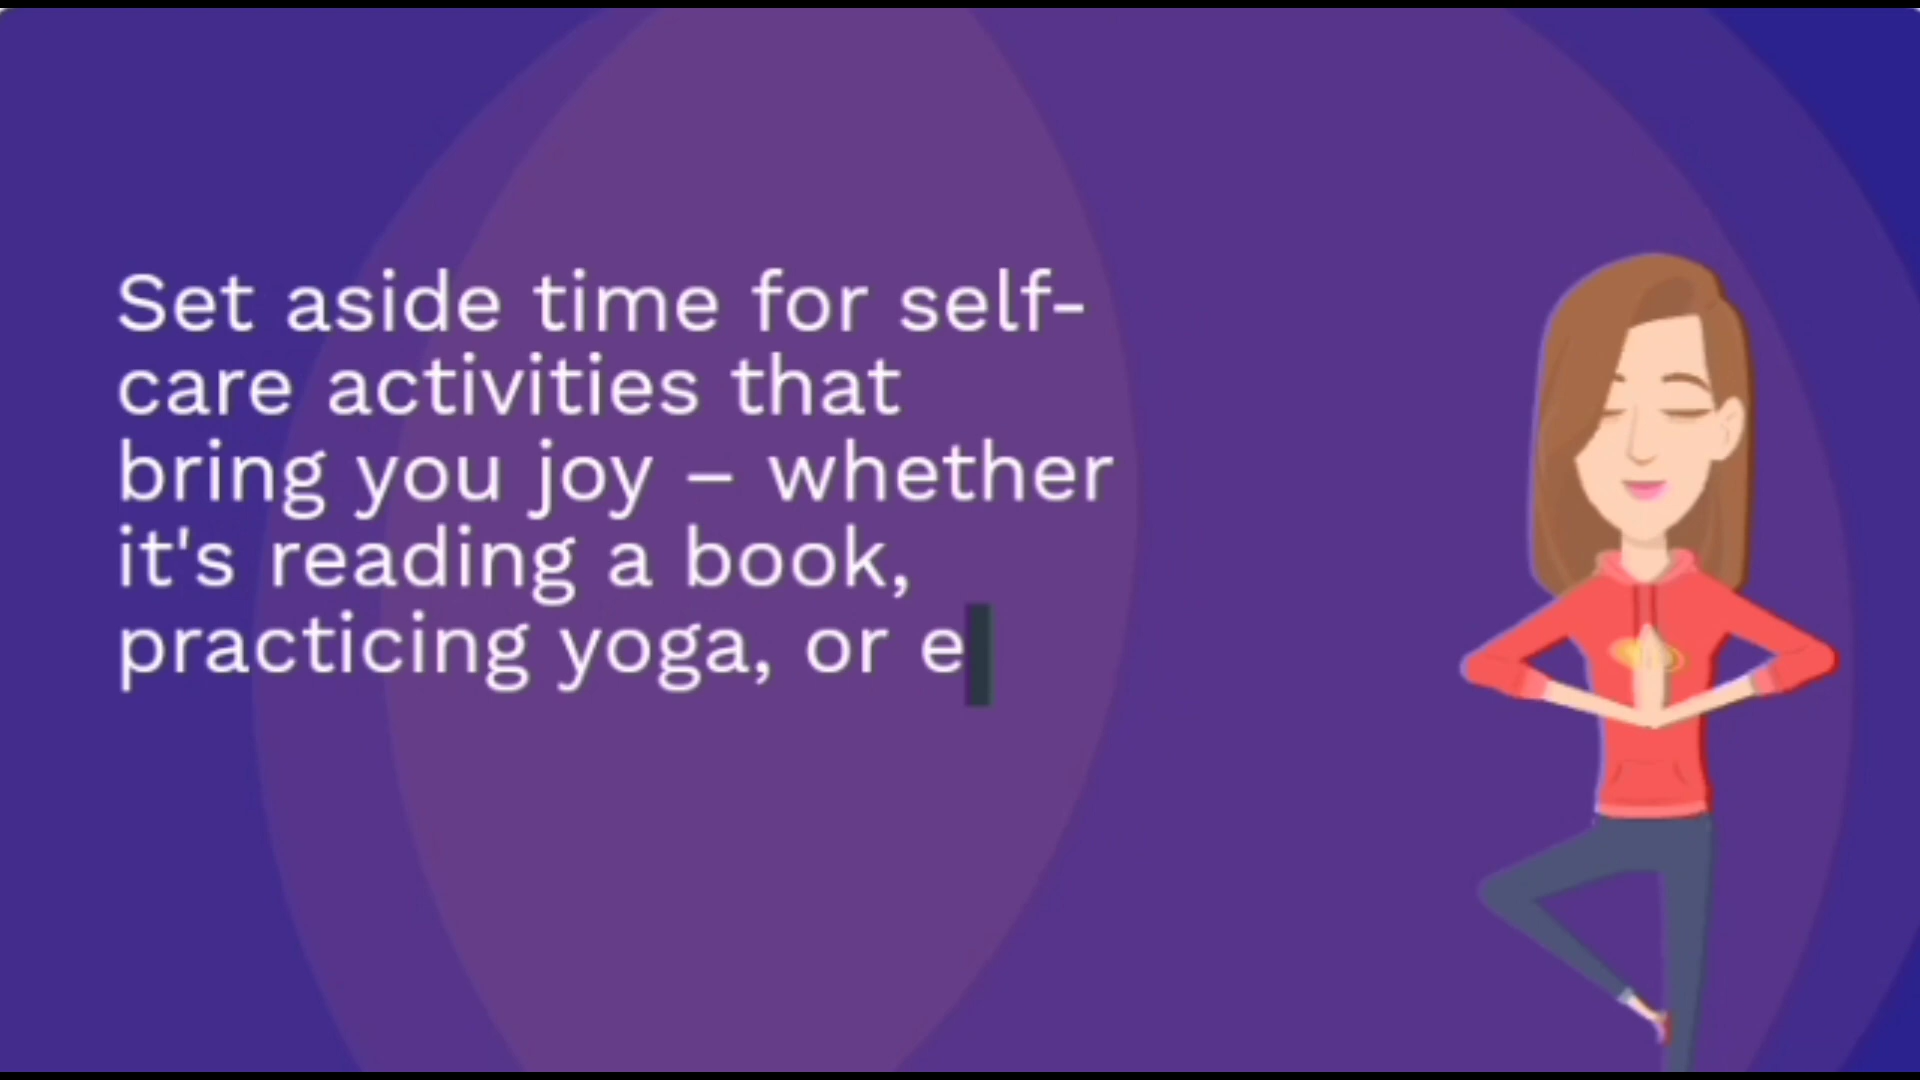 Set aside time for self-
care activities that
bring you joy – whether
it's reading a book,
practicing yoga, or e